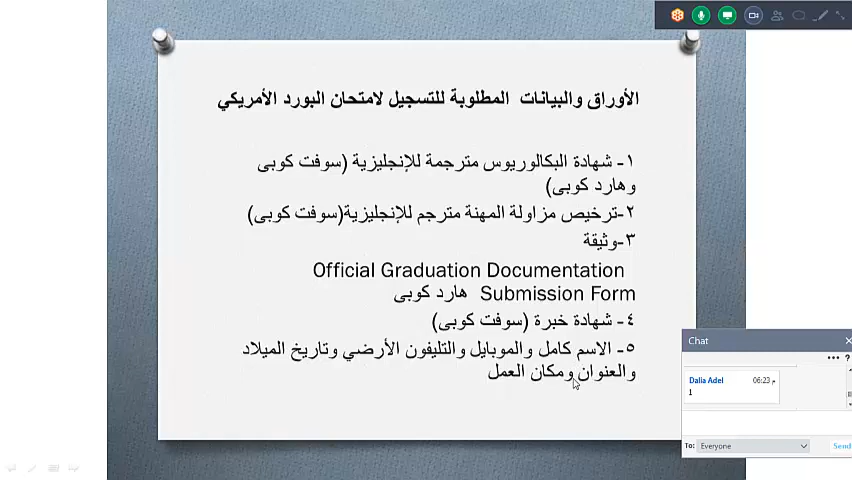 الأوراق والبيانات المطلوبة للتسجيل لامتحان البورد الأمريكي
١- شهادة البكالوريوس مترجمة للإنجليزية (سوفت كوبى
وهارد كوبى)
٢-ترخيص مزاولة المهنة مترجم للإنجليزية(سوفت كوبى)
٣-وثيقة
Official Graduation Documentation
Submission Form هارد كوبى
٤- شهادة خبرة (سوفت كوبى)
٥- الاسم كامل والموبايل والتليفون الأرضي وتاريخ الميلاد
والعنوان ومكان العمل
Chat
Dalia Adel 06:23 م
1
To: Everyone Send